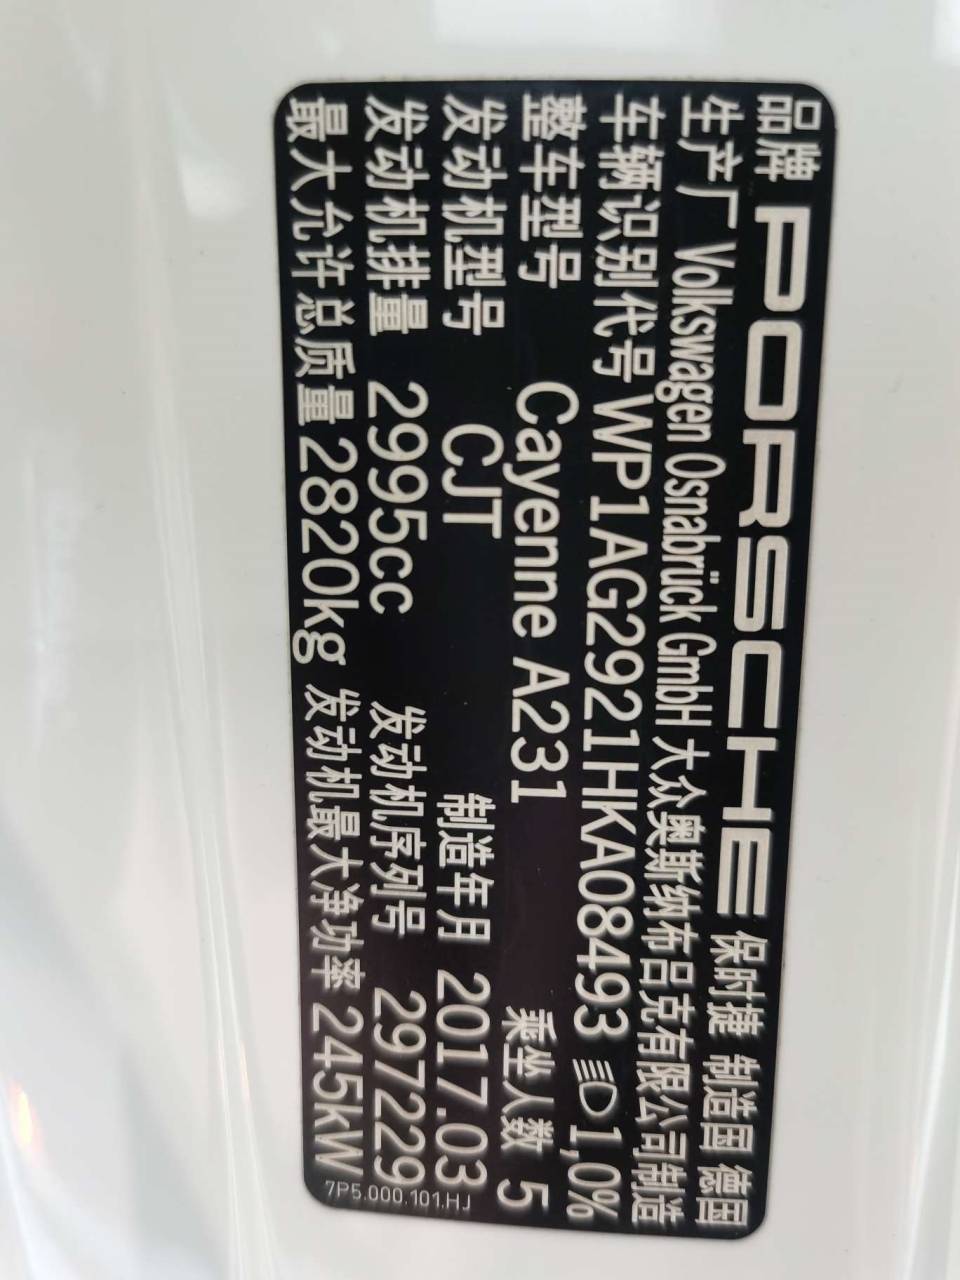 品牌 PORSCHE 保时捷 制造国 德国
生产厂 Volkswagen Osnabrück GmbH 大众奥斯纳布吕克有限公司制造
车辆识别代号 WP1AG2921HKA08493 1,0%
整车型号 Cayenne A231 乘坐人数 5
发动机型号 CJT 制造年月 2017.03
发动机排量 2995cc 发动机序列号 297229
最大允许总质量 2820kg 发动机最大净功率 245kW
7P5.000.101.HJ